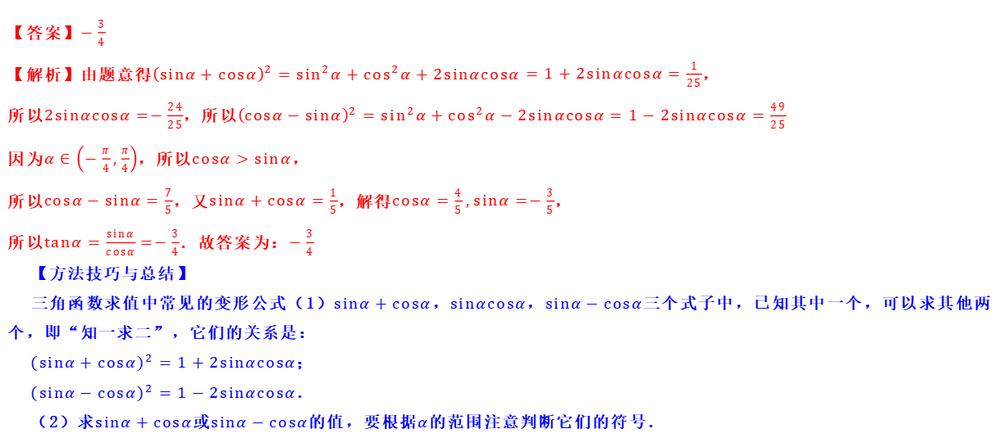 【答案】$-\frac{3}{4}$
【解析】由题意得$(\sin\alpha+\cos\alpha)^2=\sin^2\alpha+\cos^2\alpha+2\sin\alpha\cos\alpha=1+2\sin\alpha\cos\alpha=\frac{1}{25}$，
所以$2\sin\alpha\cos\alpha=-\frac{24}{25}$，所以$(\cos\alpha-\sin\alpha)^2=\sin^2\alpha+\cos^2\alpha-2\sin\alpha\cos\alpha=1-2\sin\alpha\cos\alpha=\frac{49}{25}$
因为$\alpha\in\left(-\frac{\pi}{4},\frac{\pi}{4}\right)$，所以$\cos\alpha>\sin\alpha$，
所以$\cos\alpha-\sin\alpha=\frac{7}{5}$，又$\sin\alpha+\cos\alpha=\frac{1}{5}$，解得$\cos\alpha=\frac{4}{5},\sin\alpha=-\frac{3}{5}$，
所以$\tan\alpha=\frac{\sin\alpha}{\cos\alpha}=-\frac{3}{4}$．故答案为：$-\frac{3}{4}$
【方法技巧与总结】
三角函数求值中常见的变形公式（1）$\sin\alpha+\cos\alpha$，$\sin\alpha\cos\alpha$，$\sin\alpha-\cos\alpha$三个式子中，已知其中一个，可以求其他两
个，即“知一求二”，它们的关系是：
$(\sin\alpha+\cos\alpha)^2=1+2\sin\alpha\cos\alpha$；
$(\sin\alpha-\cos\alpha)^2=1-2\sin\alpha\cos\alpha$．
（2）求$\sin\alpha+\cos\alpha$或$\sin\alpha-\cos\alpha$的值，要根据$\alpha$的范围注意判断它们的符号．